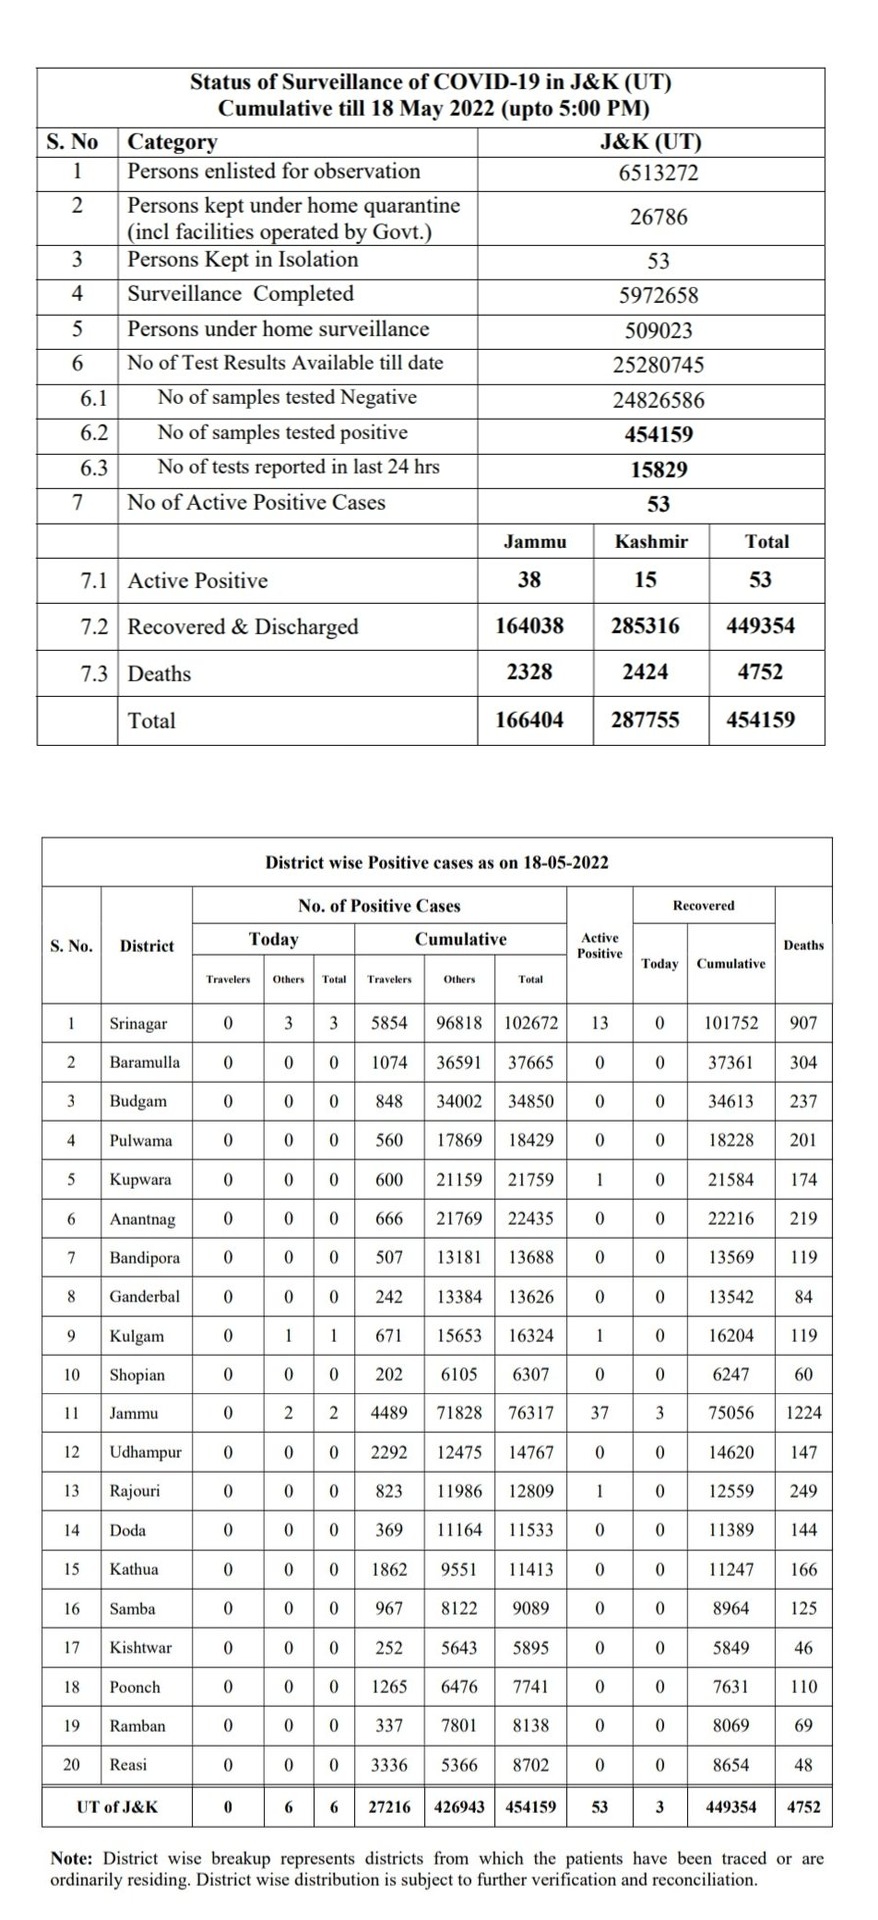 Status of Surveillance of COVID-19 in J&K (UT)
Cumulative till 18 May 2022 (upto 5:00 PM)
S. No Category J&K (UT)
1 Persons enlisted for observation 6513272
2 Persons kept under home quarantine (incl facilities operated by Govt.) 26786
3 Persons Kept in Isolation 53
4 Surveillance Completed 5972658
5 Persons under home surveillance 509023
6 No of Test Results Available till date 25280745
6.1 No of samples tested Negative 24826586
6.2 No of samples tested positive 454159
6.3 No of tests reported in last 24 hrs 15829
7 No of Active Positive Cases 53
Jammu Kashmir Total
7.1 Active Positive 38 15 53
7.2 Recovered & Discharged 164038 285316 449354
7.3 Deaths 2328 2424 4752
Total 166404 287755 454159
District wise Positive cases as on 18-05-2022
S. No. District No. of Positive Cases Active Positive Recovered Deaths
Today Cumulative Today Cumulative
Travelers Others Total Travelers Others Total
1 Srinagar 0 3 3 5854 96818 102672 13 0 101752 907
2 Baramulla 0 0 0 1074 36591 37665 0 0 37361 304
3 Budgam 0 0 0 848 34002 34850 0 0 34613 237
4 Pulwama 0 0 0 560 17869 18429 0 0 18228 201
5 Kupwara 0 0 0 600 21159 21759 1 0 21584 174
6 Anantnag 0 0 0 666 21769 22435 0 0 22216 219
7 Bandipora 0 0 0 507 13181 13688 0 0 13569 119
8 Ganderbal 0 0 0 242 13384 13626 0 0 13542 84
9 Kulgam 0 1 1 671 15653 16324 1 0 16204 119
10 Shopian 0 0 0 202 6105 6307 0 0 6247 60
11 Jammu 0 2 2 4489 71828 76317 37 3 75056 1224
12 Udhampur 0 0 0 2292 12475 14767 0 0 14620 147
13 Rajouri 0 0 0 823 11986 12809 1 0 12559 249
14 Doda 0 0 0 369 11164 11533 0 0 11389 144
15 Kathua 0 0 0 1862 9551 11413 0 0 11247 166
16 Samba 0 0 0 967 8122 9089 0 0 8964 125
17 Kishtwar 0 0 0 252 5643 5895 0 0 5849 46
18 Poonch 0 0 0 1265 6476 7741 0 0 7631 110
19 Ramban 0 0 0 337 7801 8138 0 0 8069 69
20 Reasi 0 0 0 3336 5366 8702 0 0 8654 48
UT of J&K 0 6 6 27216 426943 454159 53 3 449354 4752
Note: District wise breakup represents districts from which the patients have been traced or are
ordinarily residing. District wise distribution is subject to further verification and reconciliation.